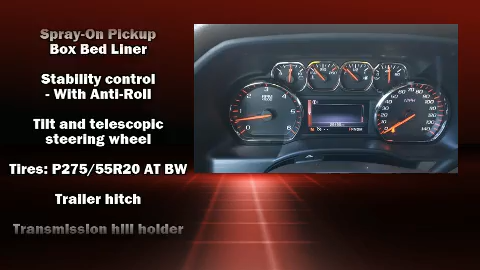 Spray-On Pickup
Box Bed Liner
Stability control
- With Anti-Roll
Tilt and telescopic
steering wheel
Tires: P275/55R20 AT BW
Trailer hitch
Transmission hill holder